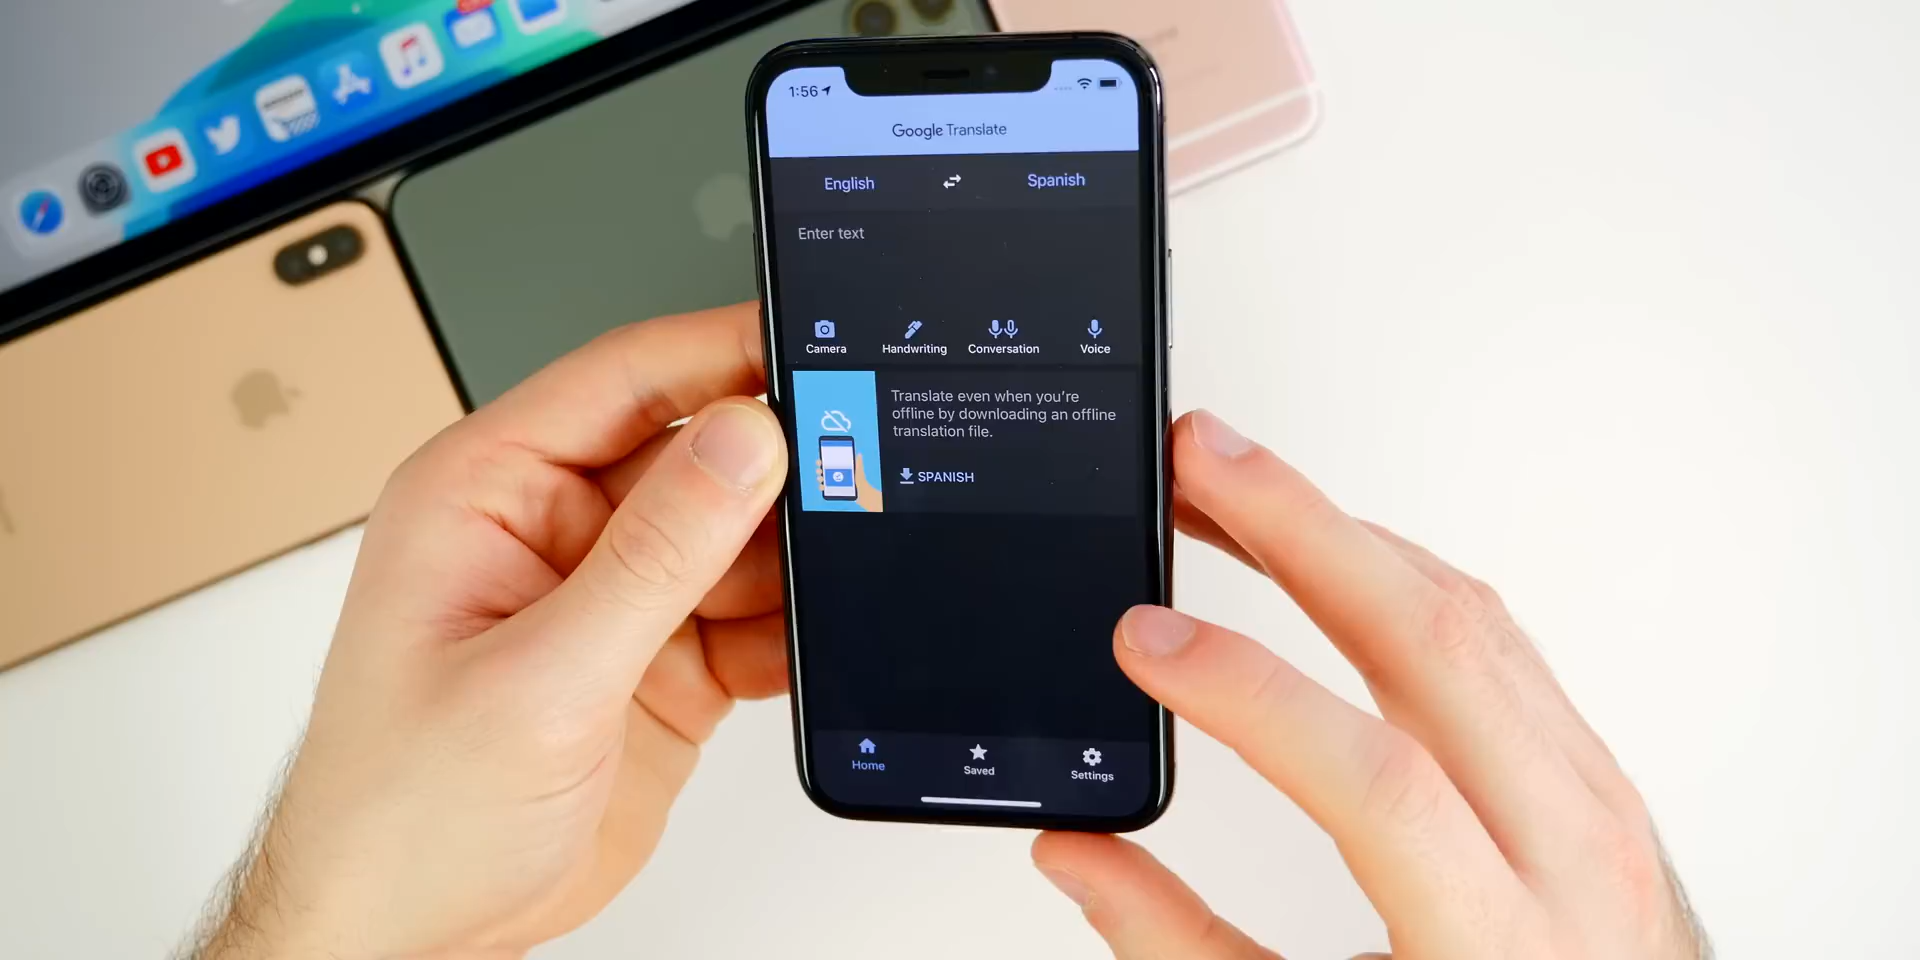 1:56
Google Translate
English Spanish
Enter text
Camera Handwriting Conversation Voice
Translate even when you're
offline by downloading an offline
translation file.
SPANISH
Home Saved Settings